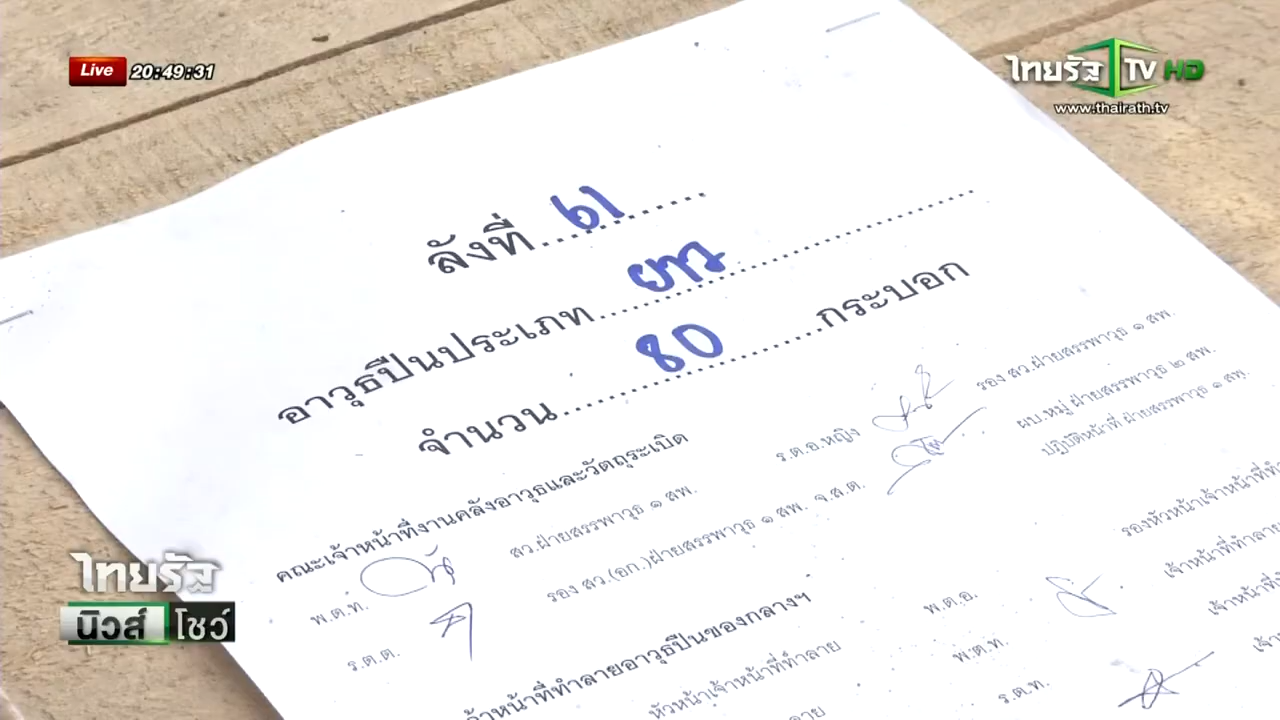 Live 20:49:31
ไทยรัฐ TV HD
www.thairath.tv
ลังที่ ๖๑
อาวุธปืนประเภท ยาว
จำนวน 80 กระบอก
คณะเจ้าหน้าที่งานคลังอาวุธและวัตถุระเบิด
ร.ต.อ.หญิง รอง สว.ฝ่ายสรรพาวุธ ๑ สพ.
พ.ต.ท. สว.ฝ่ายสรรพาวุธ ๑ สพ.
จ.ส.ต. ผบ.หมู่ ฝ่ายสรรพาวุธ ๒ สพ.
ปฏิบัติหน้าที่ ฝ่ายสรรพาวุธ ๑ สพ.
ร.ต.ต. รอง สว.(อก.)ฝ่ายสรรพาวุธ ๑ สพ.
เจ้าหน้าที่ทำลายอาวุธปืนของกลางฯ
หัวหน้าเจ้าหน้าที่ทำลาย
พ.ต.อ. รองหัวหน้าเจ้าหน้าที่ทำ
พ.ต.ท. เจ้าหน้าที่ทำลาย
ร.ต.ท. เจ้าหน้าที่ทำ
ไทยรัฐ
นิวส์ โชว์